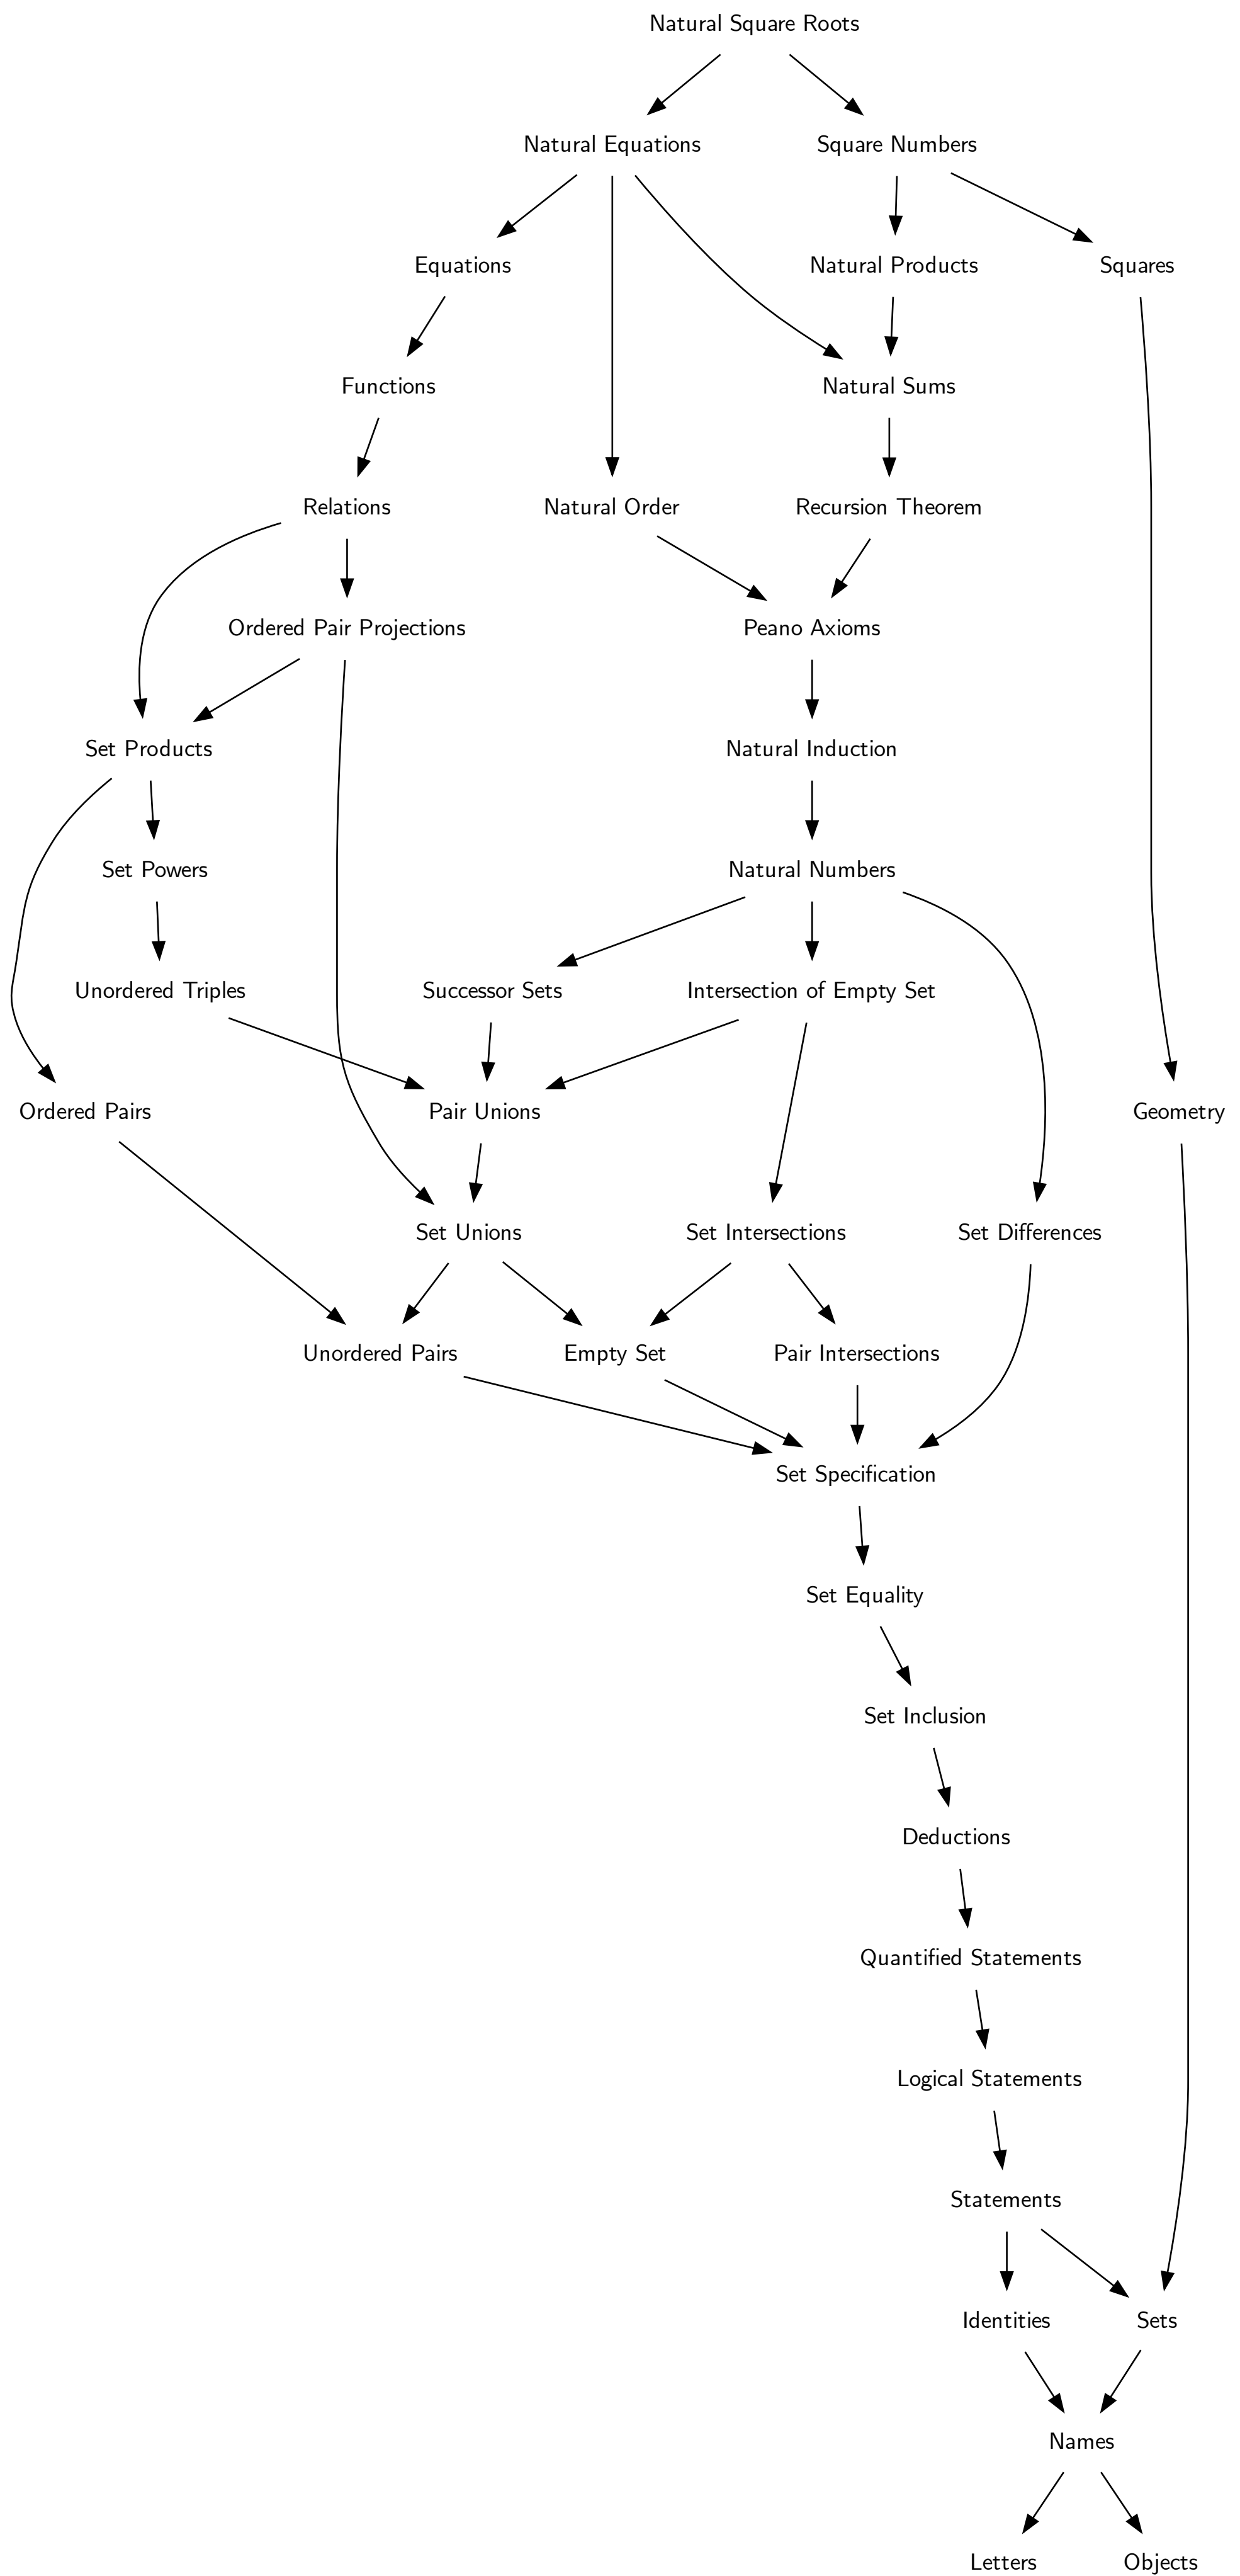 Natural Square Roots
Natural Equations
Square Numbers
Equations
Natural Products
Squares
Functions
Natural Sums
Relations
Natural Order
Recursion Theorem
Ordered Pair Projections
Peano Axioms
Set Products
Natural Induction
Set Powers
Natural Numbers
Unordered Triples
Successor Sets
Intersection of Empty Set
Ordered Pairs
Pair Unions
Geometry
Set Unions
Set Intersections
Set Differences
Unordered Pairs
Empty Set
Pair Intersections
Set Specification
Set Equality
Set Inclusion
Deductions
Quantified Statements
Logical Statements
Statements
Identities
Sets
Names
Letters
Objects